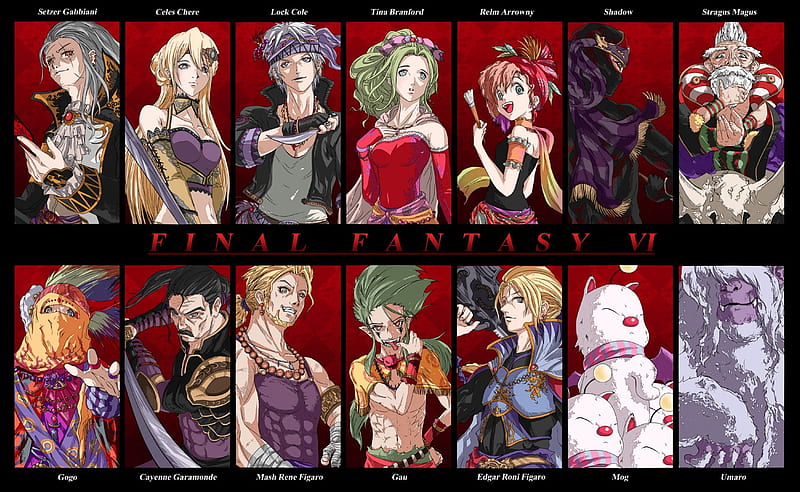 Setzer Gabbiani Celes Chere Lock Cole Tina Branford Relm Arrowny Shadow Stragus Magus
FINAL FANTASY VI
Gogo Cayenne Garamonde Mash Rene Figaro Gau Edgar Roni Figaro Mog Umaro